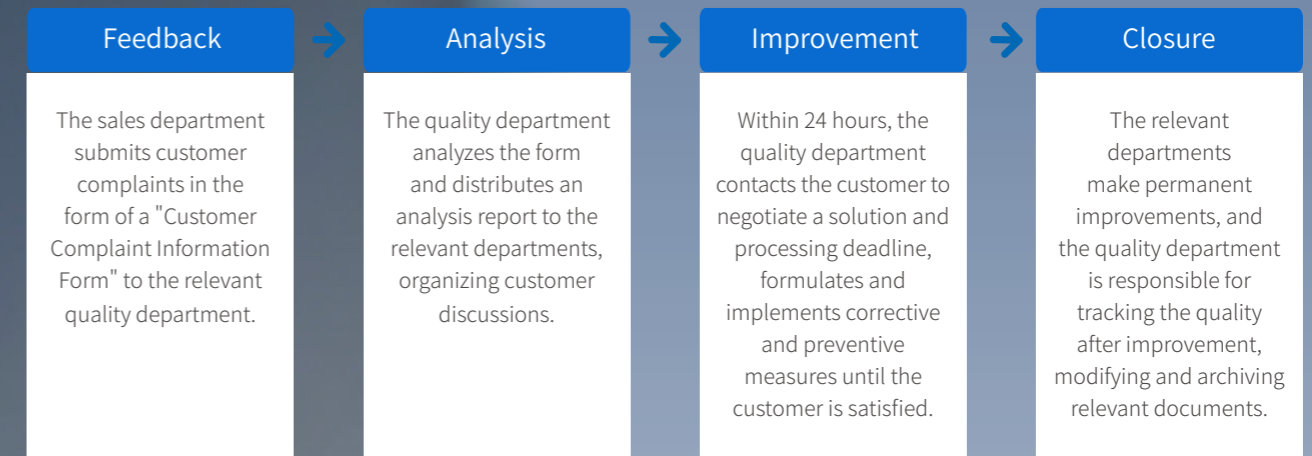 Feedback
The sales department
submits customer
complaints in the
form of a "Customer
Complaint Information
Form" to the relevant
quality department.
Analysis
The quality department
analyzes the form
and distributes an
analysis report to the
relevant departments,
organizing customer
discussions.
Improvement
Within 24 hours, the
quality department
contacts the customer to
negotiate a solution and
processing deadline,
formulates and
implements corrective
and preventive
measures until the
customer is satisfied.
Closure
The relevant
departments
make permanent
improvements, and
the quality department
is responsible for
tracking the quality
after improvement,
modifying and archiving
relevant documents.